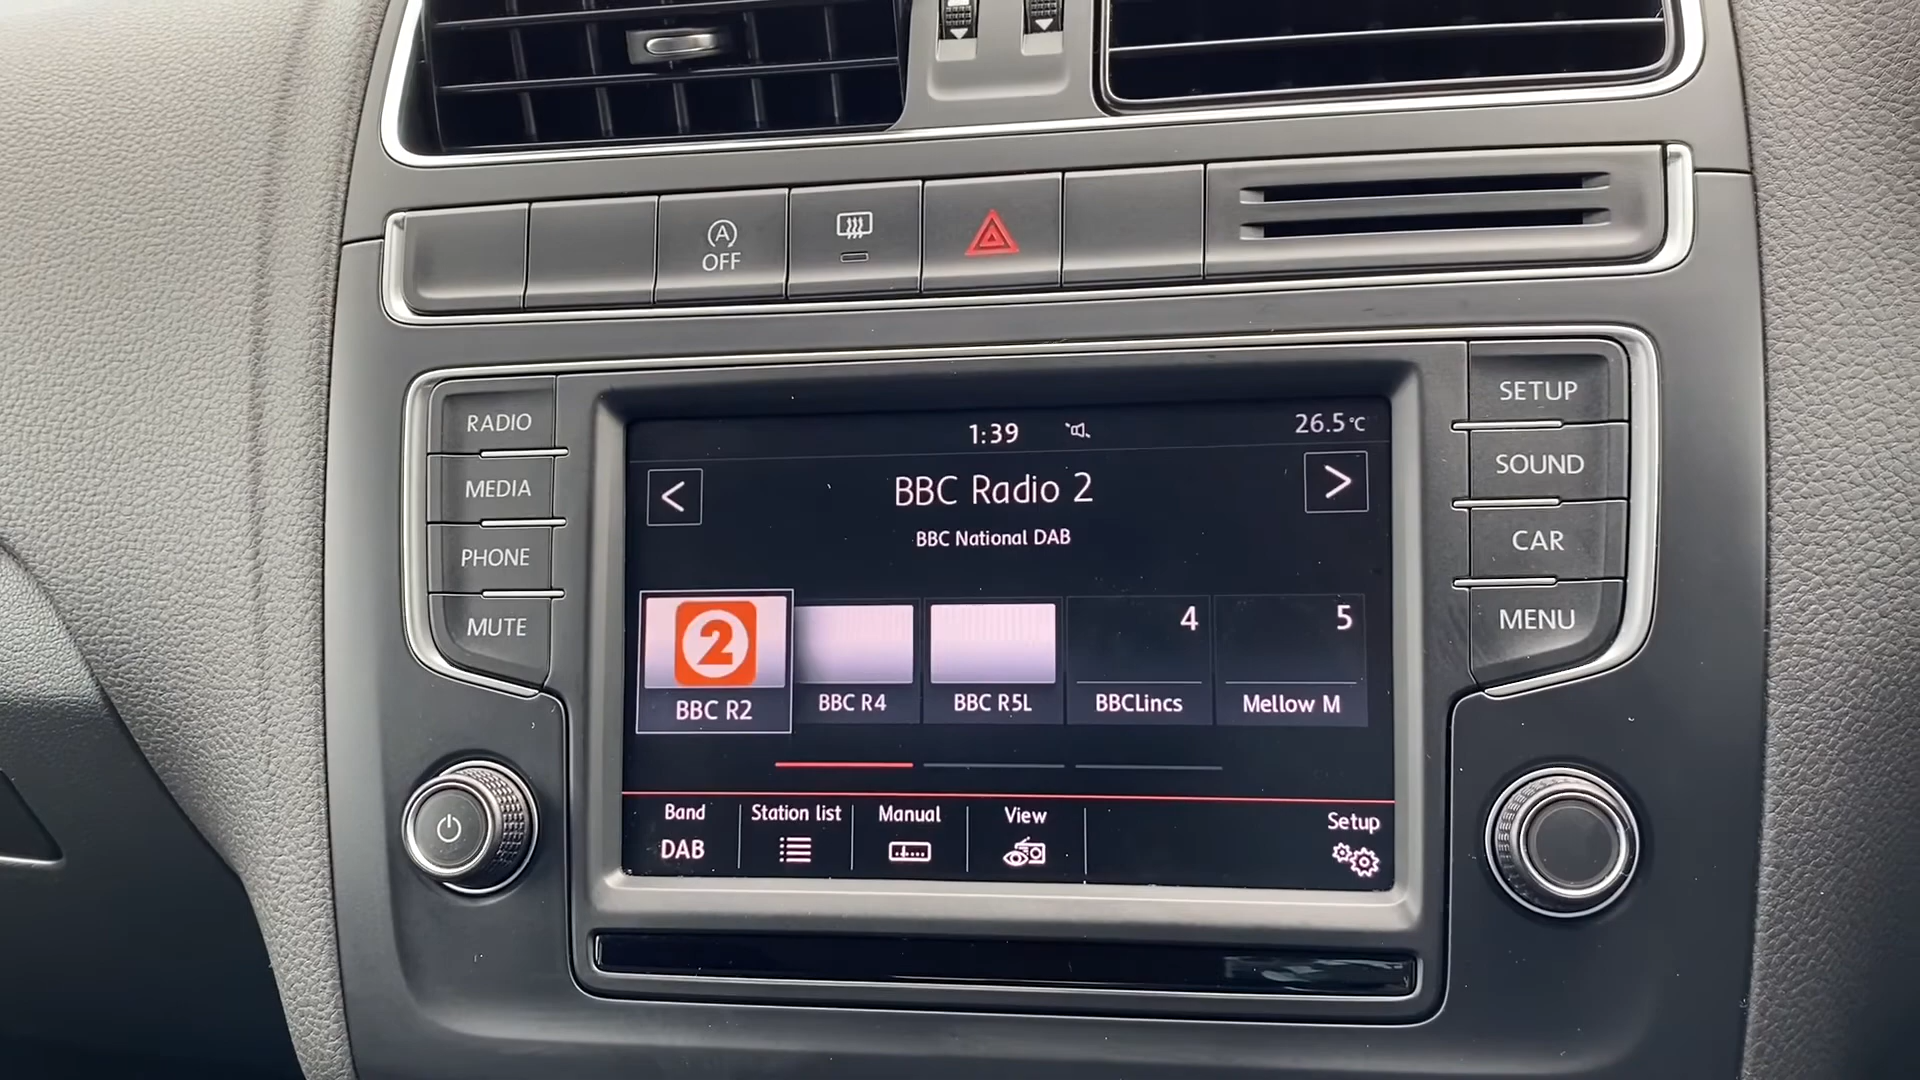 A
OFF
RADIO
MEDIA
PHONE
MUTE
1:39
26.5°C
<
BBC Radio 2
>
BBC National DAB
2
4
5
BBC R2
BBC R4
BBC R5L
BBCLincs
Mellow M
Band
Station list
Manual
View
Setup
DAB
SETUP
SOUND
CAR
MENU